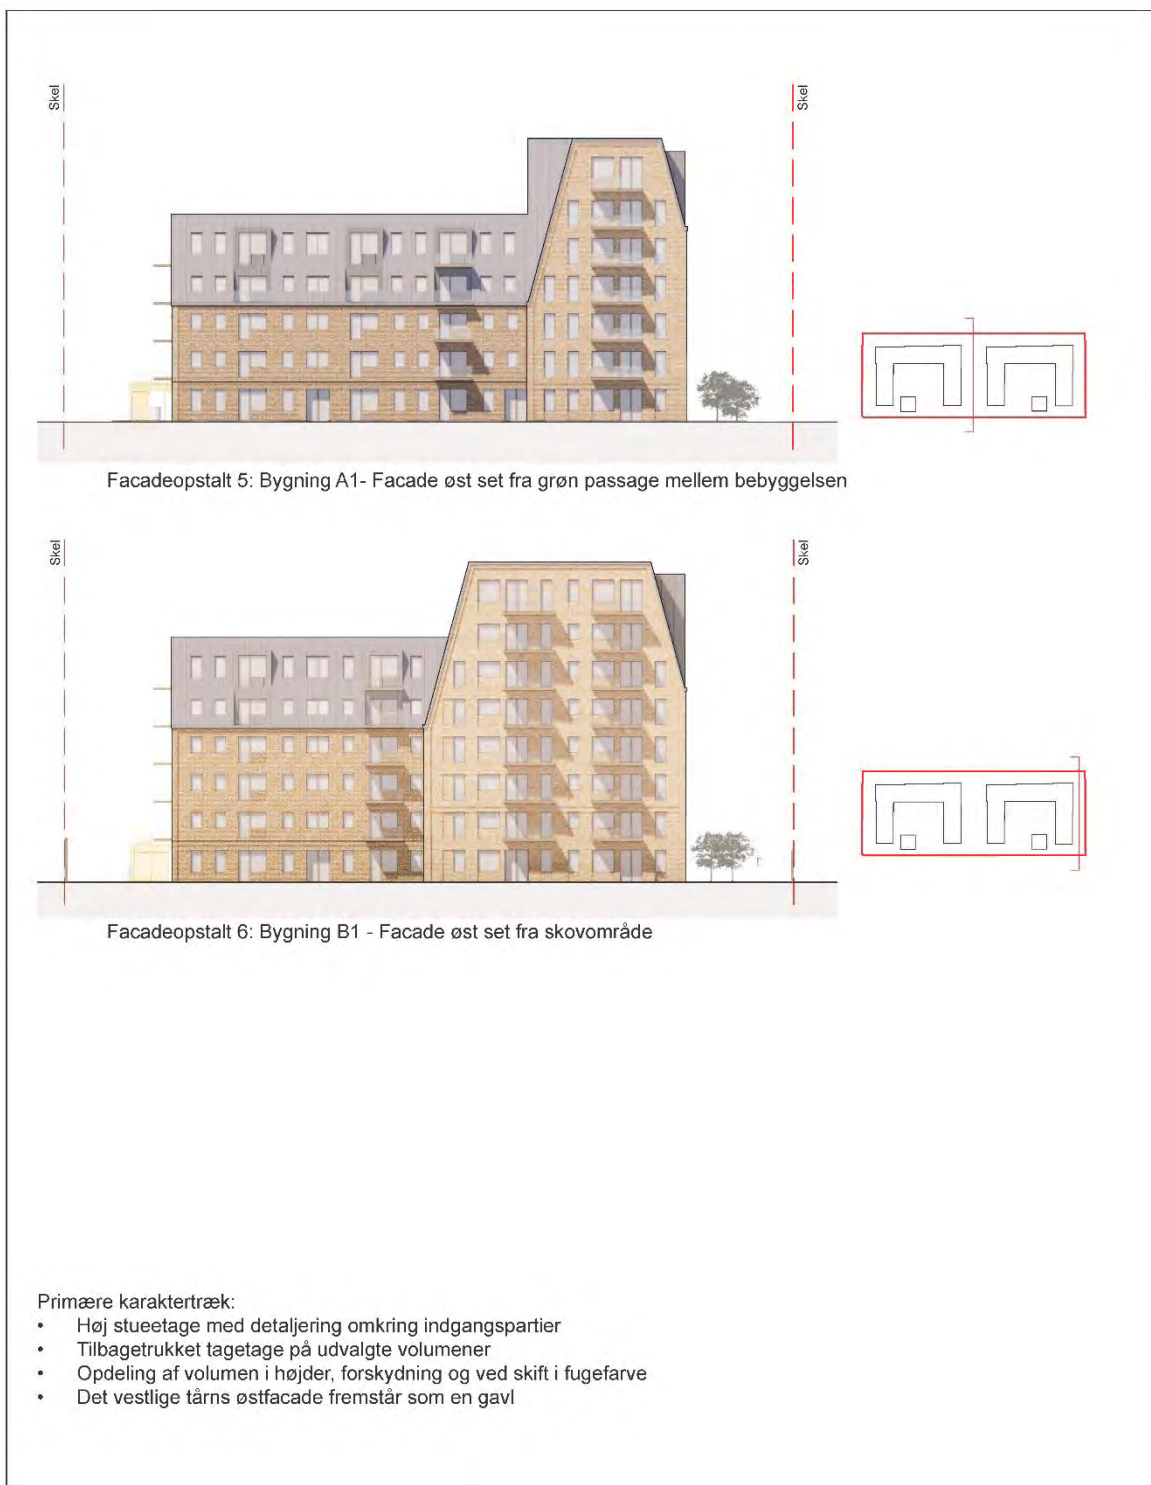 Skel
Skel
Facadeopstalt 5: Bygning A1- Facade øst set fra grøn passage mellem bebyggelsen
Skel
Skel
Facadeopstalt 6: Bygning B1 - Facade øst set fra skovområde
Primære karaktertræk:
• Høj stueetage med detaljering omkring indgangspartier
• Tilbagetrukket tagetage på udvalgte volumener
• Opdeling af volumen i højder, forskydning og ved skift i fugefarve
• Det vestlige tårns østfacade fremstår som en gavl